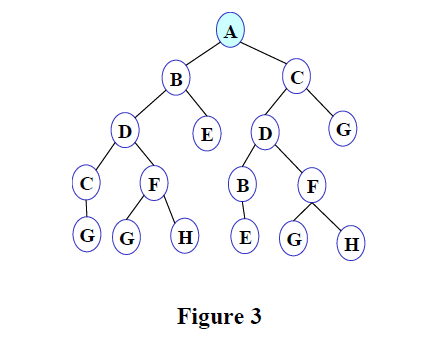 A
B C
D E D G
C F B F
G G H E G H
Figure 3